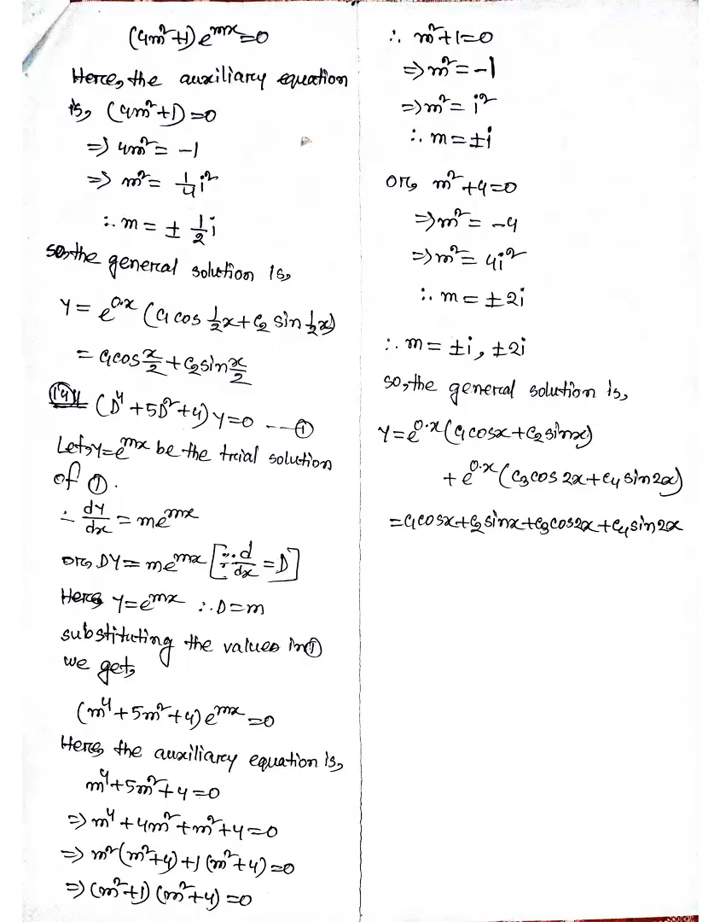 (4m²+1)e^mx=0
Here, the auxiliary equation
is, (4m²+1)=0
⇒ 4m² = -1
⇒ m² = 1/4 i²
∴ m = ± 1/2 i
so, the general solution is,
y = e^0.x (c₁ cos 1/2 x + c₂ sin 1/2 x)
= c₁cos x/2 + c₂sin x/2
14 (D⁴+5D²+4)y=0 ---①
Let, y=e^mx be the trial solution
of ①.
∴ dy/dx = me^mx
or, Dy = me^mx [∵ d/dx = D]
Here y=e^mx ∴ D=m
substituting the values in ①
we get,
(m⁴+5m²+4)e^mx=0
Here, the auxiliary equation is,
m⁴+5m²+4=0
⇒ m⁴+4m²+m²+4=0
⇒ m²(m²+4)+1(m²+4)=0
⇒ (m²+1)(m²+4)=0
∴ m²+1=0
⇒ m² = -1
⇒ m² = i²
∴ m = ±i
or, m²+4=0
⇒ m² = -4
⇒ m² = 4i²
∴ m = ±2i
∴ m = ±i, ±2i
so, the general solution is,
y = e^0.x (c₁cosx+c₂sinx)
+ e^0.x (c₃cos 2x+c₄ sin2x)
= c₁cosx+c₂sinx+c₃cos2x+c₄sin2x